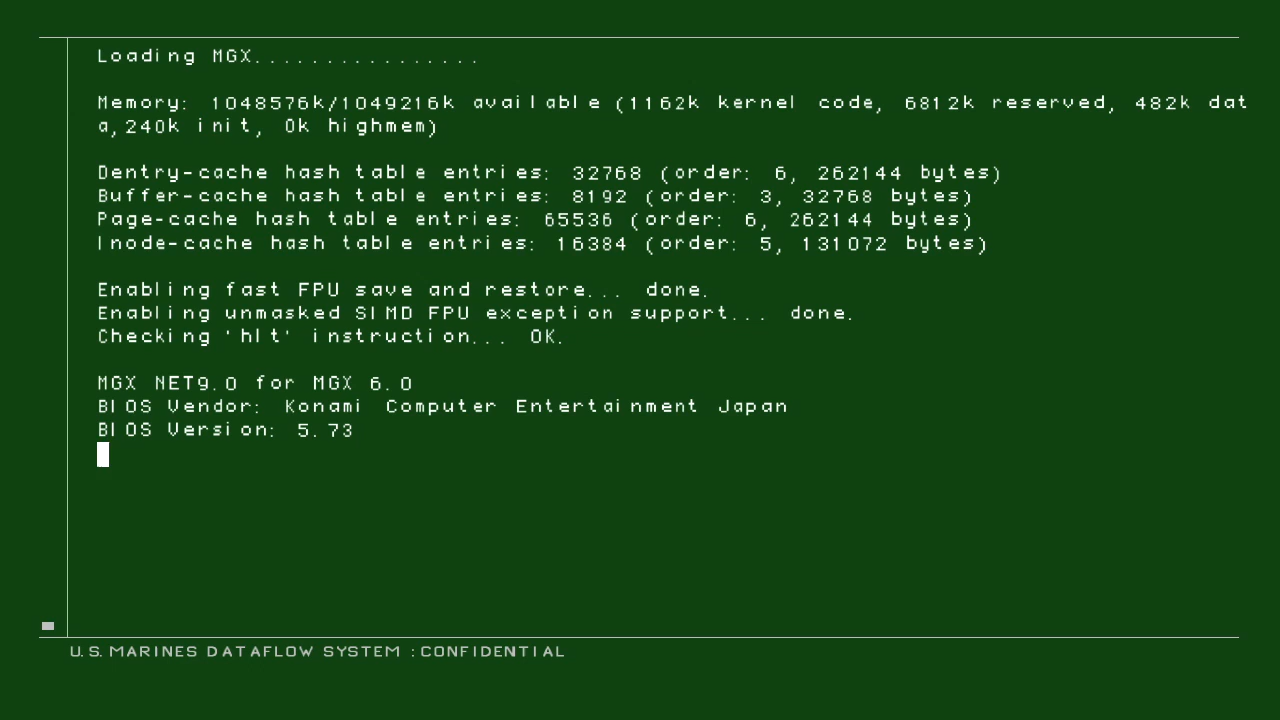 Loading MGX................
Memory: 1048576k/1049216k available (1162k kernel code, 6812k reserved, 482k dat
a,240k init, 0k highmem)
Dentry-cache hash table entries: 32768 (order: 6, 262144 bytes)
Buffer-cache hash table entries: 8192 (order: 3, 32768 bytes)
Page-cache hash table entries: 65536 (order: 6, 262144 bytes)
Inode-cache hash table entries: 16384 (order: 5, 131072 bytes)
Enabling fast FPU save and restore... done.
Enabling unmasked SIMD FPU exception support... done.
Checking 'hlt' instruction... OK.
MGX NET9.0 for MGX 6.0
BIOS Vendor: Konami Computer Entertainment Japan
BIOS Version: 5.73
U.S.MARINES DATAFLOW SYSTEM :CONFIDENTIAL